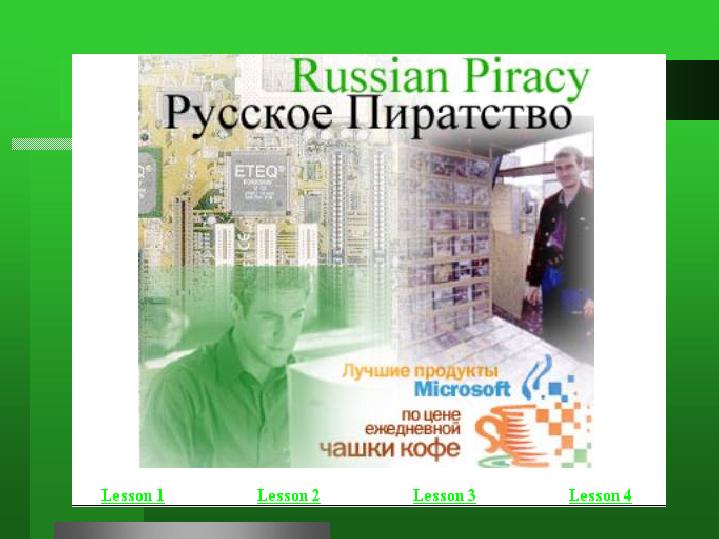 Russian Piracy
Русское Пиратство
ETEQ®
Лучшие продукты
Microsoft
по цене
ежедневной
чашки кофе
Lesson 1 Lesson 2 Lesson 3 Lesson 4